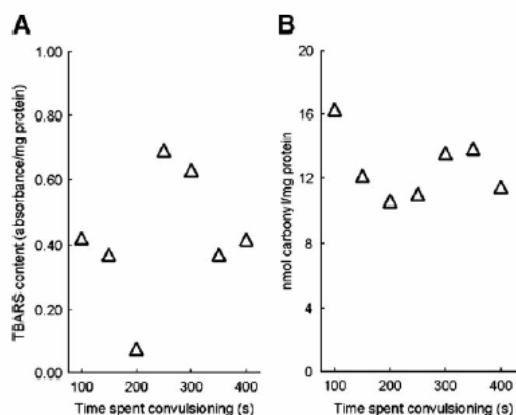 A
TBARS-content (absorbance/mg protein)
1.00
0.80
0.60
0.40
0.20
0.00
100 200 300 400
Time spent convulsioning (s)
B
nmol carbonyl/mg protein
20
16
12
8
4
0
100 200 300 400
Time spent convulsioning (s)